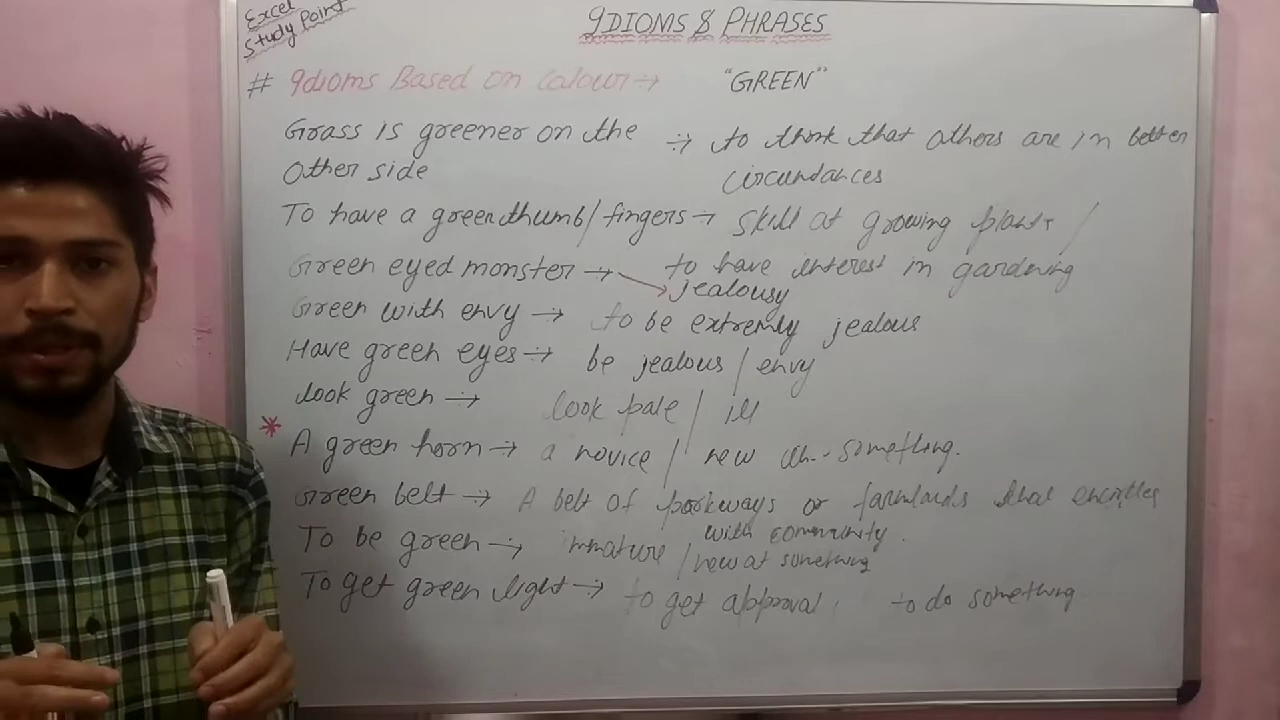 Excel
Study Point
IDIOMS & PHRASES
# Idioms Based on Colour → "GREEN"
Grass is greener on the → to think that others are in better
Other side circundances
To have a green thumb/fingers → skill at growing plants /
Green eyed monster → to have interest in gardening
→ jealousy
Green with envy → to be extremly jealous
Have green eyes → be jealous / envy
Look green → look pale / ill
* A green horn → a novice / new something.
Green belt → A belt of parkways or farmlands that encircles
with community.
To be green → immature / new at something
To get green light → to get approval to do something